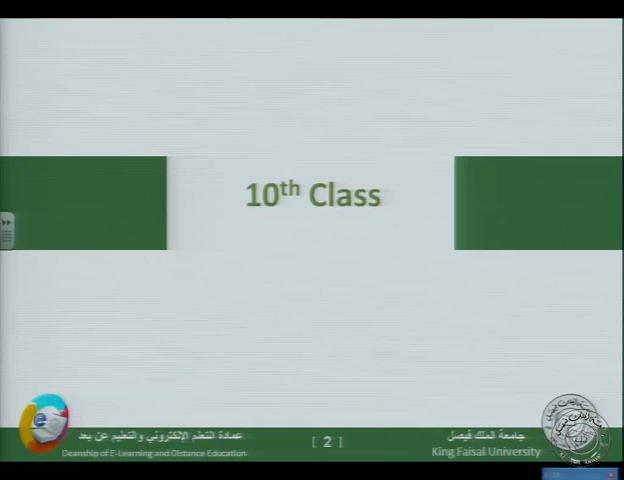 10th Class
عمادة التعلم الإلكتروني والتعليم عن بعد
Deanship of E-Learning and Distance Education
[ 2 ]
جامعة الملك فيصل
King Faisal University